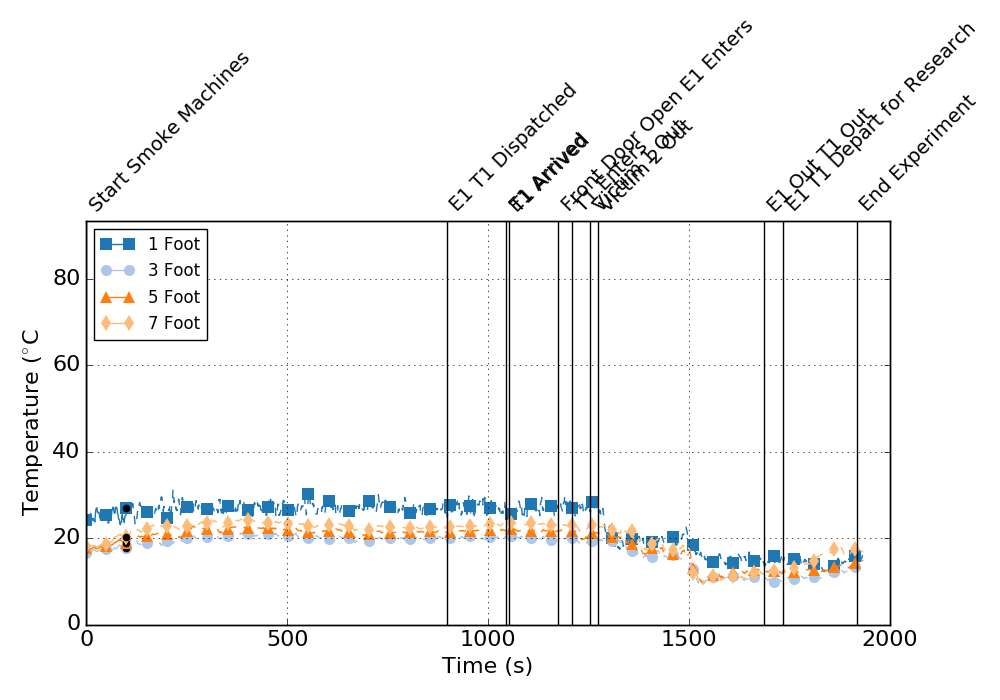 Start Smoke Machines
E1 T1 Dispatched
E1 Arrived
T1 Arrived
Front Door Open E1 Enters
T1 Enters
Victim 1 Out
Victim 2 Out
E1 Out T1 Out
E1 T1 Depart for Research
End Experiment
1 Foot
3 Foot
5 Foot
7 Foot
80
60
40
20
0
Temperature (°C
0 500 1000 1500 2000
Time (s)